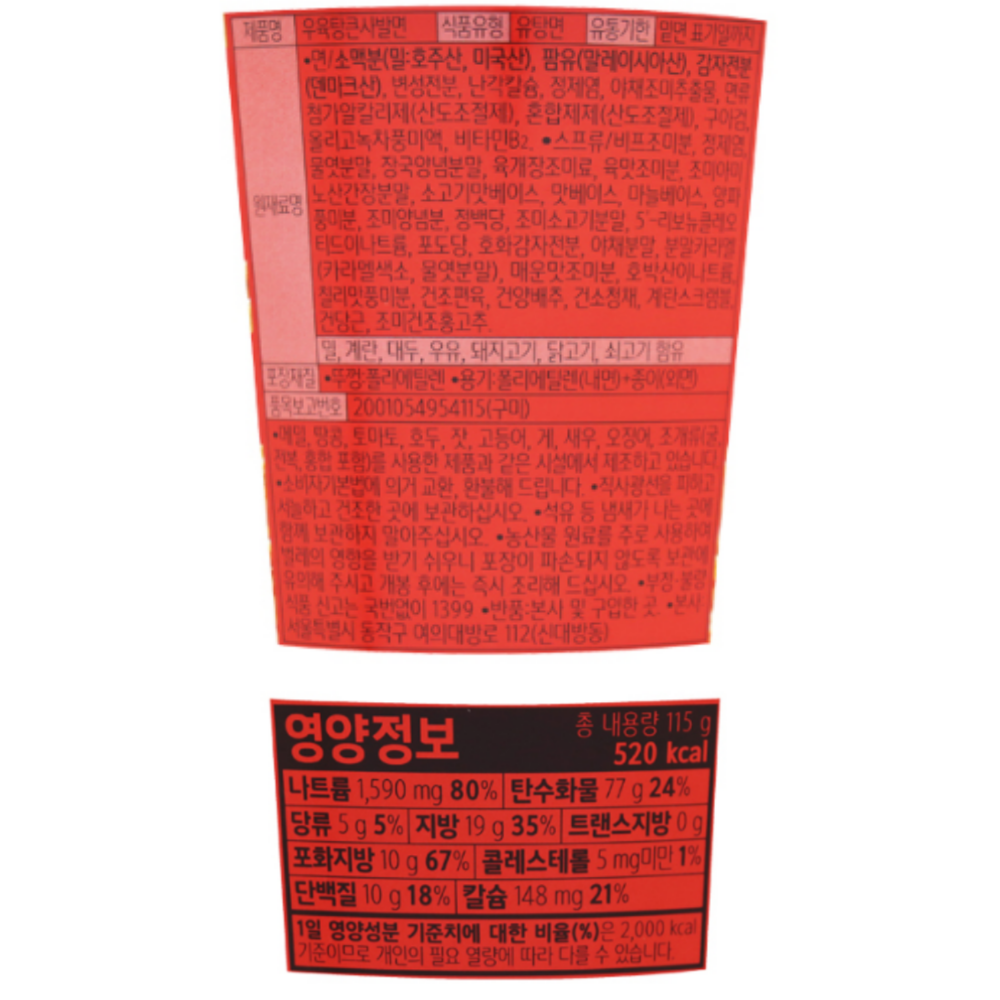 제품명 우육탕큰사발면 식품유형 유탕면 유통기한 밑면 표기일까지
•면/소맥분(밀:호주산, 미국산), 팜유(말레이시아산), 감자전분
(덴마크산), 변성전분, 난각칼슘, 정제염, 야채조미추출물, 면류
첨가알칼리제(산도조절제), 혼합제제(산도조절제), 구아검,
올리고녹차풍미액, 비타민B2. •스프류/비프조미분, 정제염,
물엿분말, 장국양념분말, 육개장조미료, 육맛조미분, 조미아미
원재료명 노산간장분말, 소고기맛베이스, 맛베이스, 마늘베이스, 양파
풍미분, 조미양념분, 정백당, 조미소고기분말, 5'-리보뉴클레오
티드이나트륨, 포도당, 호화감자전분, 야채분말, 분말카라멜
(카라멜색소, 물엿분말), 매운맛조미분, 호박산이나트륨,
칠리맛풍미분, 건조편육, 건양배추, 건소청채, 계란스크램블,
건당근, 조미건조홍고추.
밀, 계란, 대두, 우유, 돼지고기, 닭고기, 쇠고기 함유
포장재질 •뚜껑:폴리에틸렌 •용기:폴리에틸렌(내면)+종이(외면)
품목보고번호 2001054954115(구미)
•메밀, 땅콩, 토마토, 호두, 잣, 고등어, 게, 새우, 오징어, 조개류(굴,
전복, 홍합 포함)를 사용한 제품과 같은 시설에서 제조하고 있습니다.
•소비자기본법에 의거 교환, 환불해 드립니다. •직사광선을 피하고
서늘하고 건조한 곳에 보관하십시오. •석유 등 냄새가 나는 곳에
함께 보관하지 말아주십시오. •농산물 원료를 주로 사용하여
벌레의 영향을 받기 쉬우니 포장이 파손되지 않도록 보관에
유의해 주시고 개봉 후에는 즉시 조리해 드십시오. •부정·불량
식품 신고는 국번없이 1399 •반품:본사 및 구입한 곳 •본사:
서울특별시 동작구 여의대방로 112(신대방동)
영양정보 총 내용량 115 g
520 kcal
나트륨 1,590 mg 80% 탄수화물 77 g 24%
당류 5 g 5% 지방 19 g 35% 트랜스지방 0 g
포화지방 10 g 67% 콜레스테롤 5 mg미만 1%
단백질 10 g 18% 칼슘 148 mg 21%
1일 영양성분 기준치에 대한 비율(%)은 2,000 kcal
기준이므로 개인의 필요 열량에 따라 다를 수 있습니다.